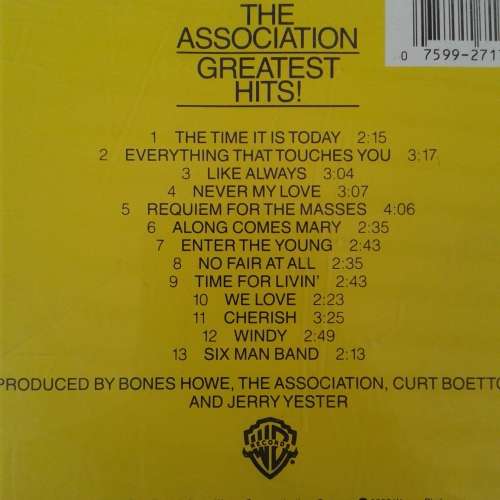 THE
ASSOCIATION
GREATEST
HITS!
0 7599-271
1 THE TIME IT IS TODAY 2:15
2 EVERYTHING THAT TOUCHES YOU 3:17
3 LIKE ALWAYS 3:04
4 NEVER MY LOVE 3:07
5 REQUIEM FOR THE MASSES 4:06
6 ALONG COMES MARY 2:35
7 ENTER THE YOUNG 2:43
8 NO FAIR AT ALL 2:35
9 TIME FOR LIVIN' 2:43
10 WE LOVE 2:23
11 CHERISH 3:25
12 WINDY 2:49
13 SIX MAN BAND 2:13
PRODUCED BY BONES HOWE, THE ASSOCIATION, CURT BOETTC
AND JERRY YESTER
RECORDS